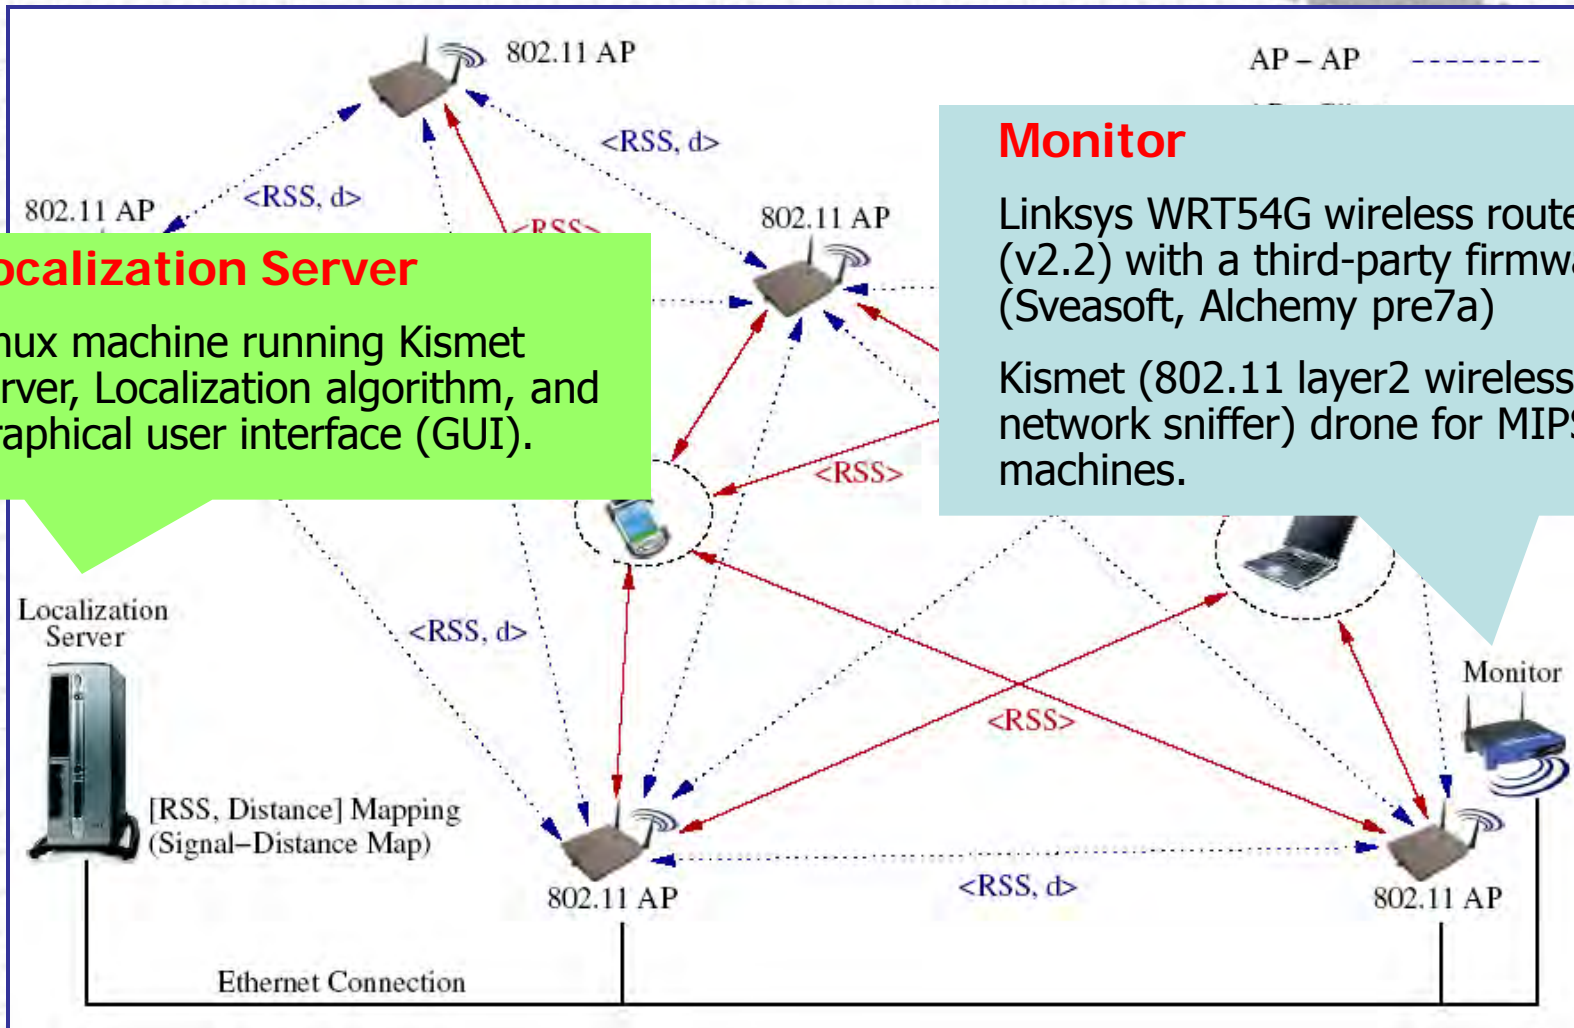 802.11 AP
AP – AP
<RSS, d>
<RSS, d>
802.11 AP
<RSS>
802.11 AP
Monitor
Linksys WRT54G wireless route
(v2.2) with a third-party firmwa
(Sveasoft, Alchemy pre7a)
Kismet (802.11 layer2 wireless
network sniffer) drone for MIPS
machines.
ocalization Server
nux machine running Kismet
erver, Localization algorithm, and
raphical user interface (GUI).
<RSS>
Localization
Server
<RSS, d>
Monitor
<RSS>
[RSS, Distance] Mapping
(Signal–Distance Map)
802.11 AP
<RSS, d>
802.11 AP
Ethernet Connection